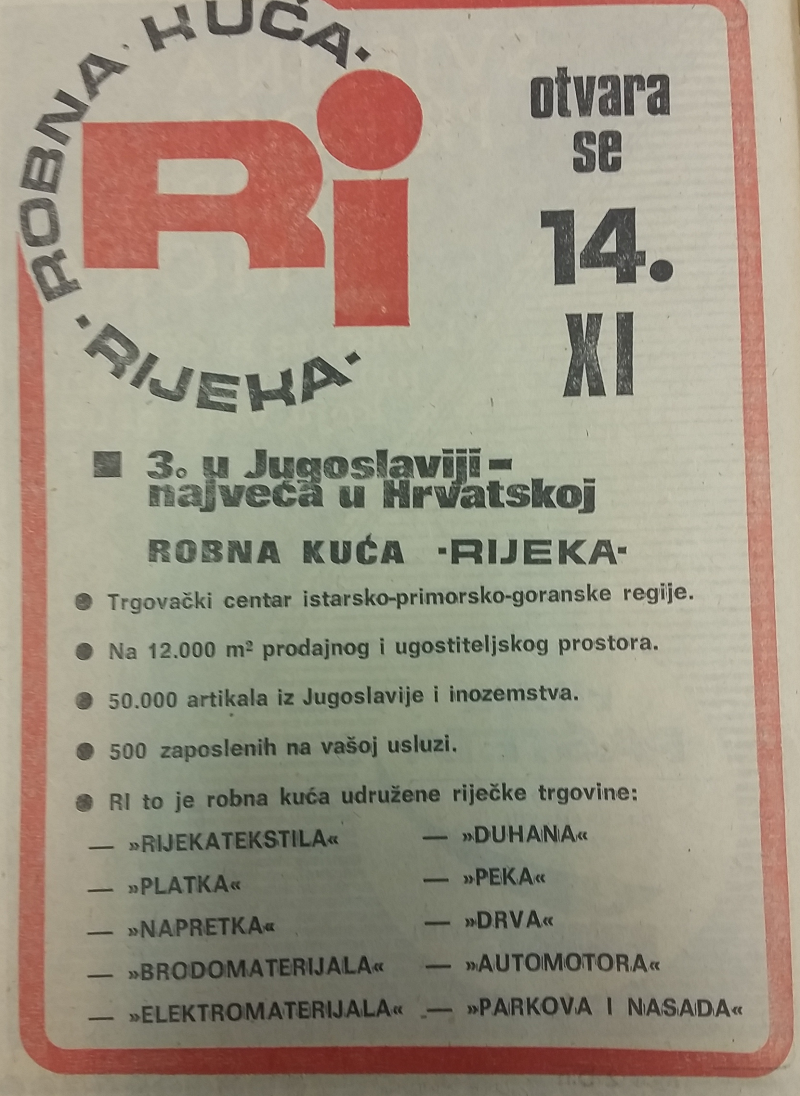 ·ROBNA·KUĆA·
Ri
·RIJEKA·
otvara
se
14.
XI
■ 3. u Jugoslaviji –
najveća u Hrvatskoj
ROBNA KUĆA ·RIJEKA·
● Trgovački centar istarsko-primorsko-goranske regije.
● Na 12.000 m² prodajnog i ugostiteljskog prostora.
● 50.000 artikala iz Jugoslavije i inozemstva.
● 500 zaposlenih na vašoj usluzi.
● RI to je robna kuća udružene riječke trgovine:
— »RIJEKATEKSTILA« — »DUHANA«
— »PLATKA« — »PEKA«
— »NAPRETKA« — »DRVA«
— »BRODOMATERIJALA« — »AUTOMOTORA«
— »ELEKTROMATERIJALA« — »PARKOVA I NASADA«